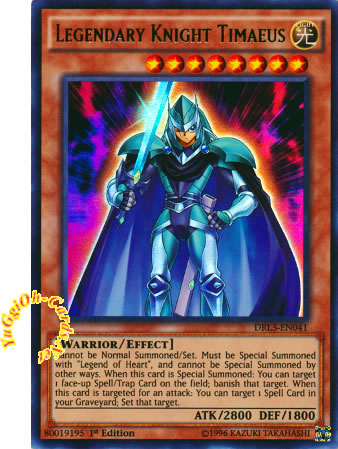 LEGENDARY KNIGHT TIMAEUS
LIGHT
光
DRL3-EN041
[WARRIOR/EFFECT]
Cannot be Normal Summoned/Set. Must be Special Summoned
with "Legend of Heart", and cannot be Special Summoned by
other ways. When this card is Special Summoned: You can target
1 face-up Spell/Trap Card on the field; banish that target. When
this card is targeted for an attack: You can target 1 Spell Card in
your Graveyard; Set that target.
ATK/2800 DEF/1800
80019195 1st Edition ©1996 KAZUKI TAKAHASHI
YuGgiOh-Cards.net